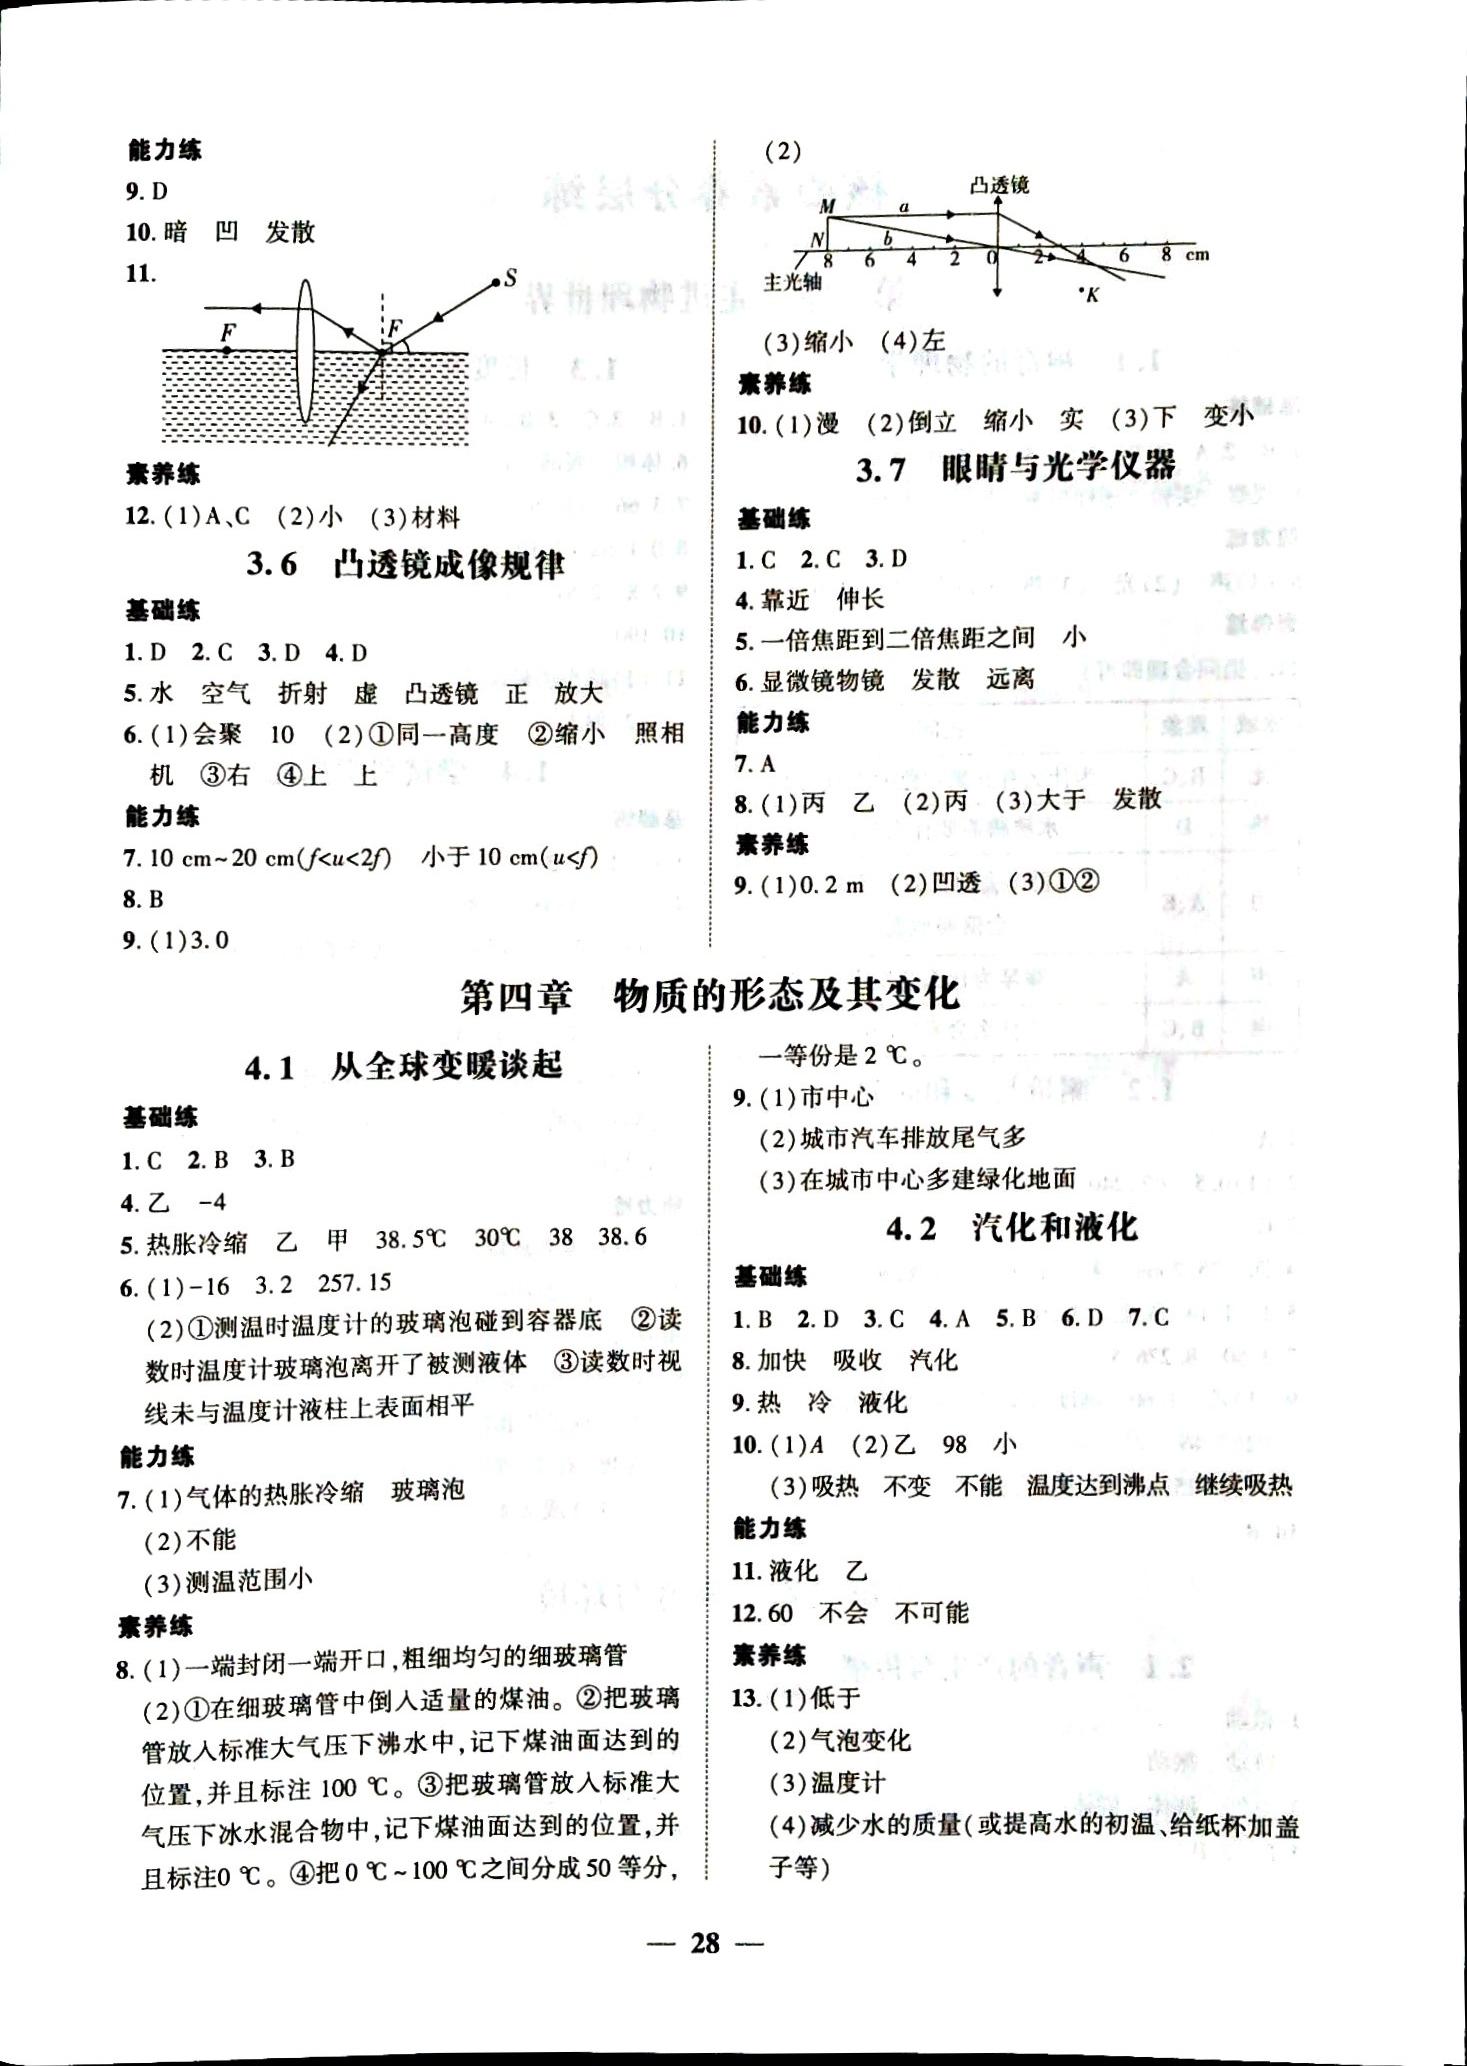 能力练
9. D
10. 暗 凹 发散
11.
S
F
F
素养练
12. (1)A、C (2)小 (3)材料
3.6 凸透镜成像规律
基础练
1. D 2. C 3. D 4. D
5. 水 空气 折射 虚 凸透镜 正 放大
6. (1)会聚 10 (2)①同一高度 ②缩小 照相
机 ③右 ④上 上
能力练
7. 10 cm~20 cm(f<u<2f) 小于 10 cm(u<f)
8. B
9. (1)3.0
(2)
凸透镜
M a
N b
8 6 4 2 0 2 4 6 8 cm
主光轴
K
(3)缩小 (4)左
素养练
10. (1)漫 (2)倒立 缩小 实 (3)下 变小
3.7 眼睛与光学仪器
基础练
1. C 2. C 3. D
4. 靠近 伸长
5. 一倍焦距到二倍焦距之间 小
6. 显微镜物镜 发散 远离
能力练
7. A
8. (1)丙 乙 (2)丙 (3)大于 发散
素养练
9. (1)0.2 m (2)凹透 (3)①②
第四章 物质的形态及其变化
4.1 从全球变暖谈起
基础练
1. C 2. B 3. B
4. 乙 -4
5. 热胀冷缩 乙 甲 38.5℃ 30℃ 38 38.6
6. (1)-16 3.2 257.15
(2)①测温时温度计的玻璃泡碰到容器底 ②读
数时温度计玻璃泡离开了被测液体 ③读数时视
线未与温度计液柱上表面相平
能力练
7. (1)气体的热胀冷缩 玻璃泡
(2)不能
(3)测温范围小
素养练
8. (1)一端封闭一端开口,粗细均匀的细玻璃管
(2)①在细玻璃管中倒入适量的煤油。②把玻璃
管放入标准大气压下沸水中,记下煤油面达到的
位置,并且标注 100 ℃。③把玻璃管放入标准大
气压下冰水混合物中,记下煤油面达到的位置,并
且标注0 ℃。④把 0 ℃~100 ℃之间分成 50 等分,
一等份是 2 ℃。
9. (1)市中心
(2)城市汽车排放尾气多
(3)在城市中心多建绿化地面
4.2 汽化和液化
基础练
1. B 2. D 3. C 4. A 5. B 6. D 7. C
8. 加快 吸收 汽化
9. 热 冷 液化
10. (1)A (2)乙 98 小
(3)吸热 不变 不能 温度达到沸点 继续吸热
能力练
11. 液化 乙
12. 60 不会 不可能
素养练
13. (1)低于
(2)气泡变化
(3)温度计
(4)减少水的质量(或提高水的初温、给纸杯加盖
子等)
— 28 —